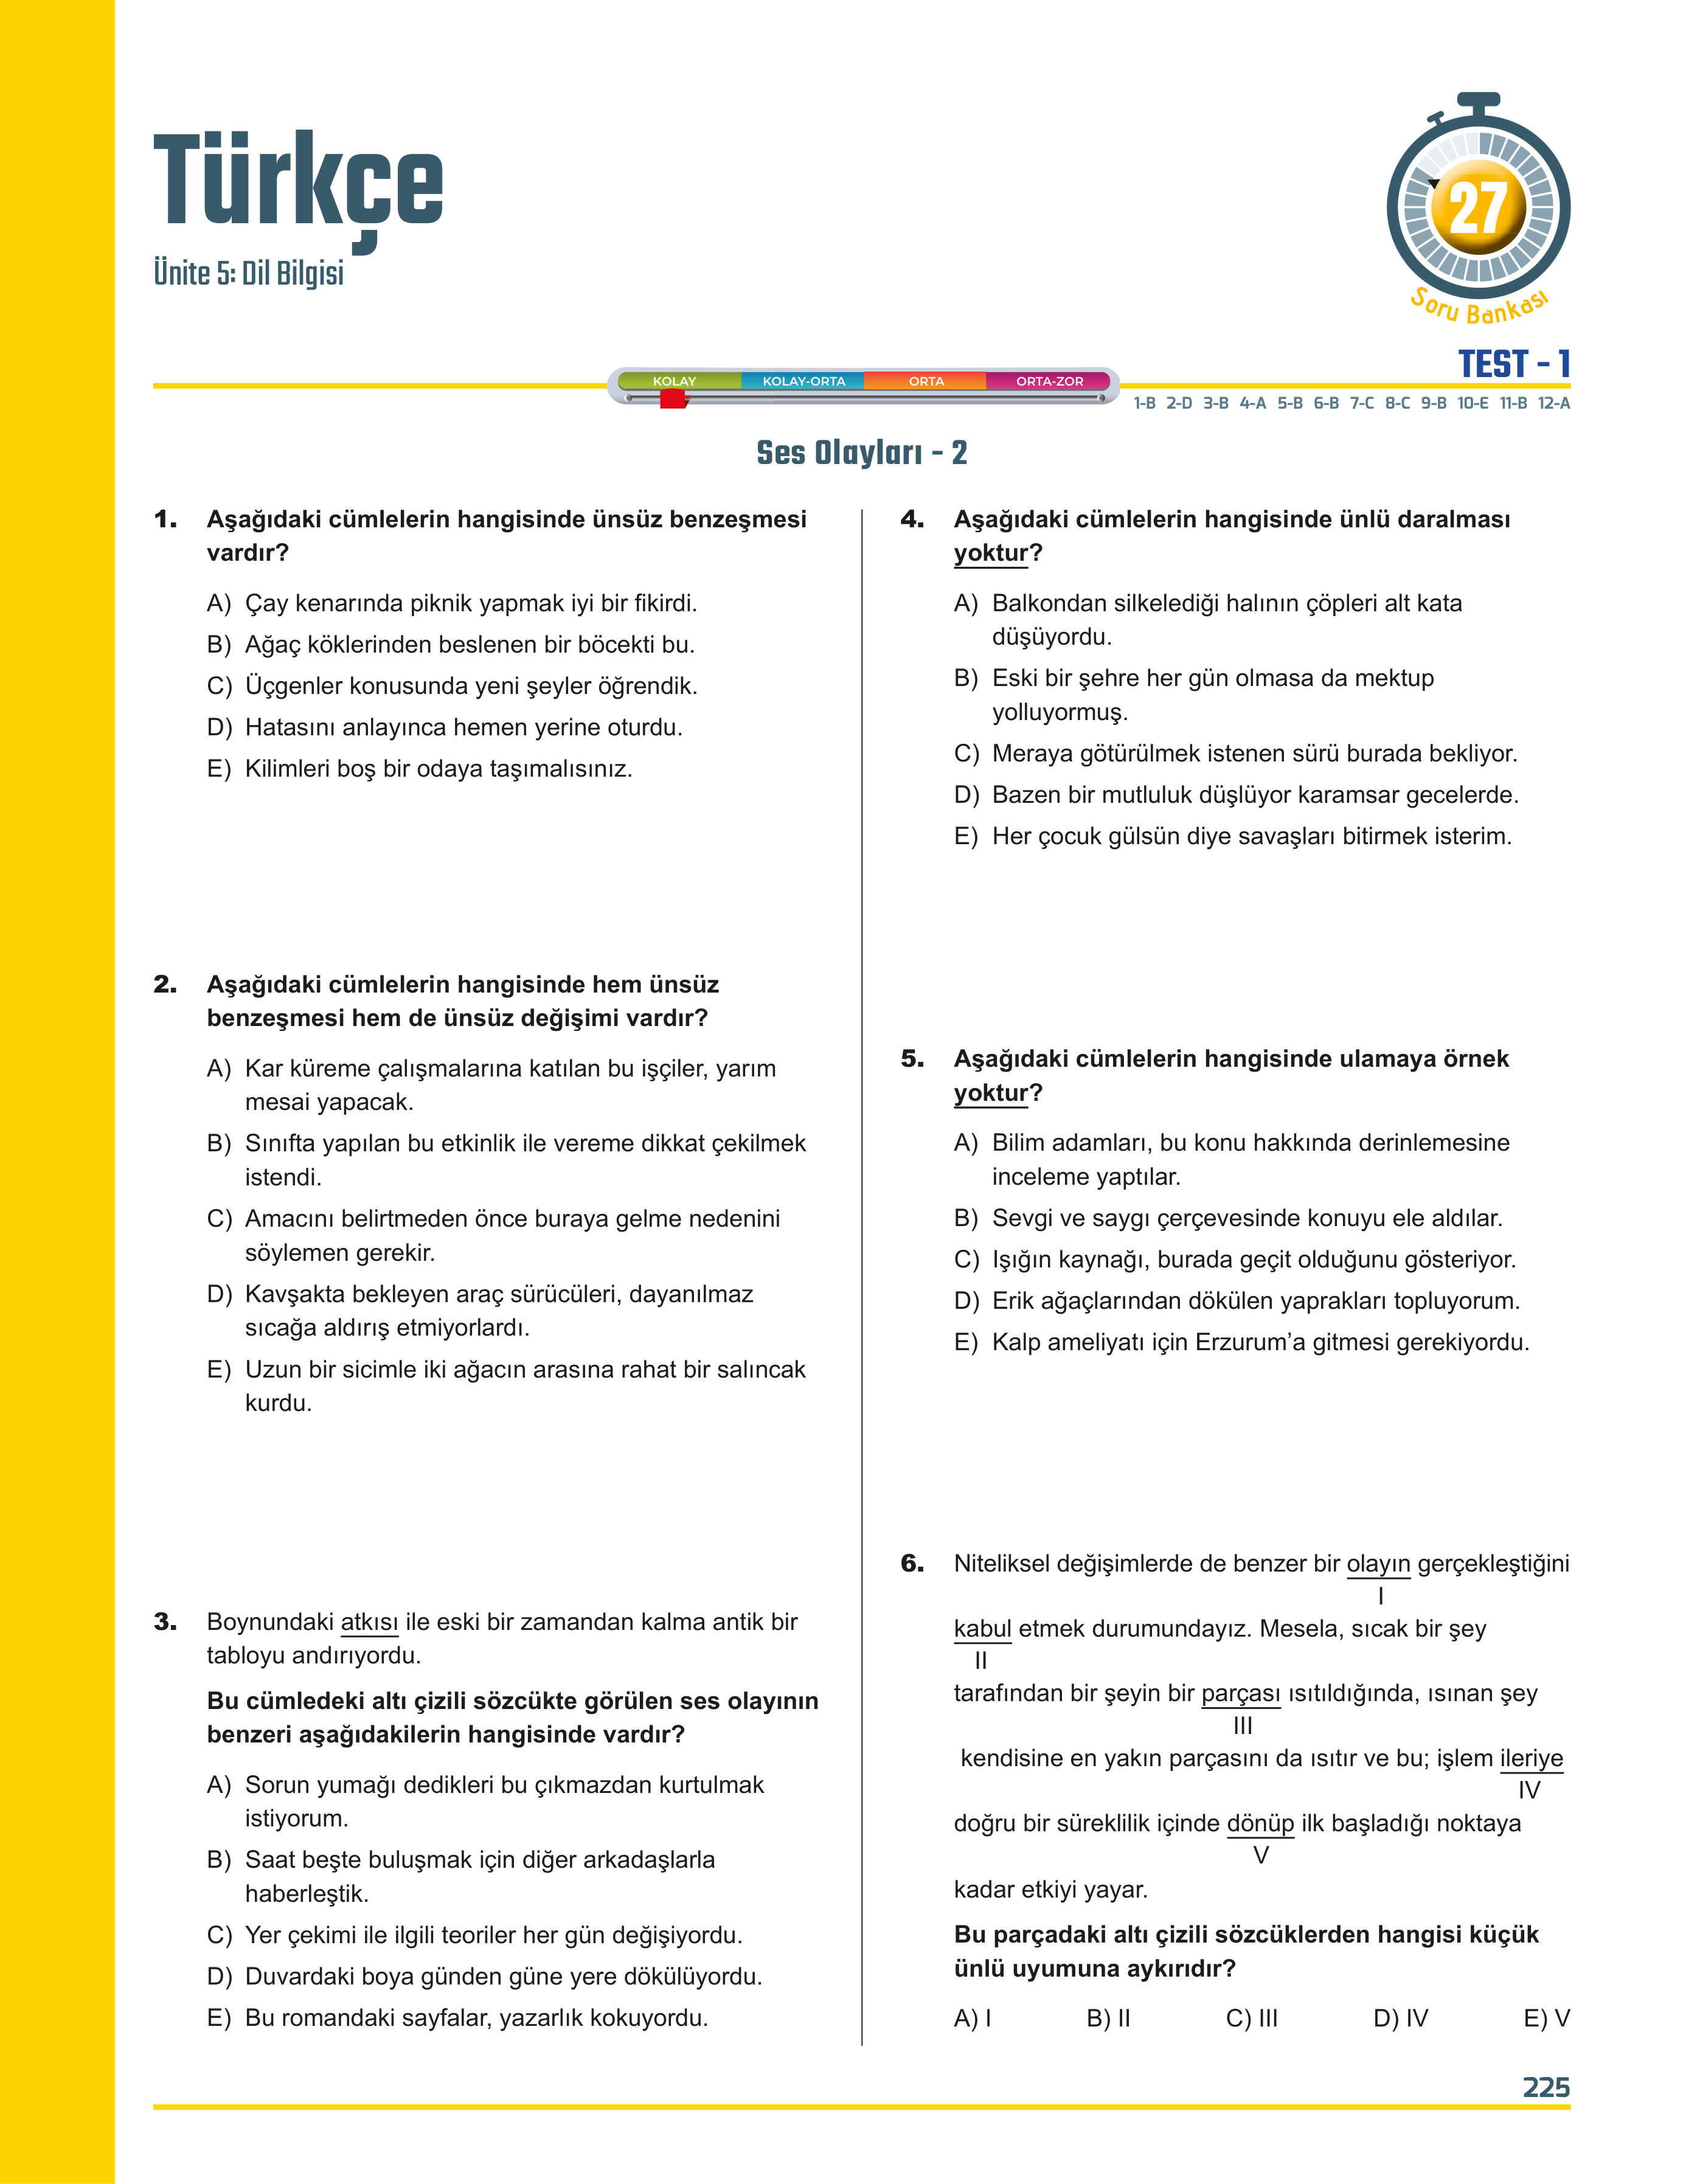 Türkçe
Ünite 5: Dil Bilgisi
27
Soru Bankası
TEST - 1
KOLAY KOLAY-ORTA ORTA ORTA-ZOR
1-B 2-D 3-B 4-A 5-B 6-B 7-C 8-C 9-B 10-E 11-B 12-A
Ses Olayları - 2
1. Aşağıdaki cümlelerin hangisinde ünsüz benzeşmesi
vardır?
A) Çay kenarında piknik yapmak iyi bir fikirdi.
B) Ağaç köklerinden beslenen bir böcekti bu.
C) Üçgenler konusunda yeni şeyler öğrendik.
D) Hatasını anlayınca hemen yerine oturdu.
E) Kilimleri boş bir odaya taşımalısınız.
2. Aşağıdaki cümlelerin hangisinde hem ünsüz
benzeşmesi hem de ünsüz değişimi vardır?
A) Kar küreme çalışmalarına katılan bu işçiler, yarım
mesai yapacak.
B) Sınıfta yapılan bu etkinlik ile vereme dikkat çekilmek
istendi.
C) Amacını belirtmeden önce buraya gelme nedenini
söylemen gerekir.
D) Kavşakta bekleyen araç sürücüleri, dayanılmaz
sıcağa aldırış etmiyorlardı.
E) Uzun bir sicimle iki ağacın arasına rahat bir salıncak
kurdu.
3. Boynundaki atkısı ile eski bir zamandan kalma antik bir
tabloyu andırıyordu.
Bu cümledeki altı çizili sözcükte görülen ses olayının
benzeri aşağıdakilerin hangisinde vardır?
A) Sorun yumağı dedikleri bu çıkmazdan kurtulmak
istiyorum.
B) Saat beşte buluşmak için diğer arkadaşlarla
haberleştik.
C) Yer çekimi ile ilgili teoriler her gün değişiyordu.
D) Duvardaki boya günden güne yere dökülüyordu.
E) Bu romandaki sayfalar, yazarlık kokuyordu.
4. Aşağıdaki cümlelerin hangisinde ünlü daralması
yoktur?
A) Balkondan silkelediği halının çöpleri alt kata
düşüyordu.
B) Eski bir şehre her gün olmasa da mektup
yolluyormuş.
C) Meraya götürülmek istenen sürü burada bekliyor.
D) Bazen bir mutluluk düşlüyor karamsar gecelerde.
E) Her çocuk gülsün diye savaşları bitirmek isterim.
5. Aşağıdaki cümlelerin hangisinde ulamaya örnek
yoktur?
A) Bilim adamları, bu konu hakkında derinlemesine
inceleme yaptılar.
B) Sevgi ve saygı çerçevesinde konuyu ele aldılar.
C) Işığın kaynağı, burada geçit olduğunu gösteriyor.
D) Erik ağaçlarından dökülen yaprakları topluyorum.
E) Kalp ameliyatı için Erzurum’a gitmesi gerekiyordu.
6. Niteliksel değişimlerde de benzer bir olayın gerçekleştiğini
I
kabul etmek durumundayız. Mesela, sıcak bir şey
II
tarafından bir şeyin bir parçası ısıtıldığında, ısınan şey
III
kendisine en yakın parçasını da ısıtır ve bu; işlem ileriye
IV
doğru bir süreklilik içinde dönüp ilk başladığı noktaya
V
kadar etkiyi yayar.
Bu parçadaki altı çizili sözcüklerden hangisi küçük
ünlü uyumuna aykırıdır?
A) I B) II C) III D) IV E) V
225